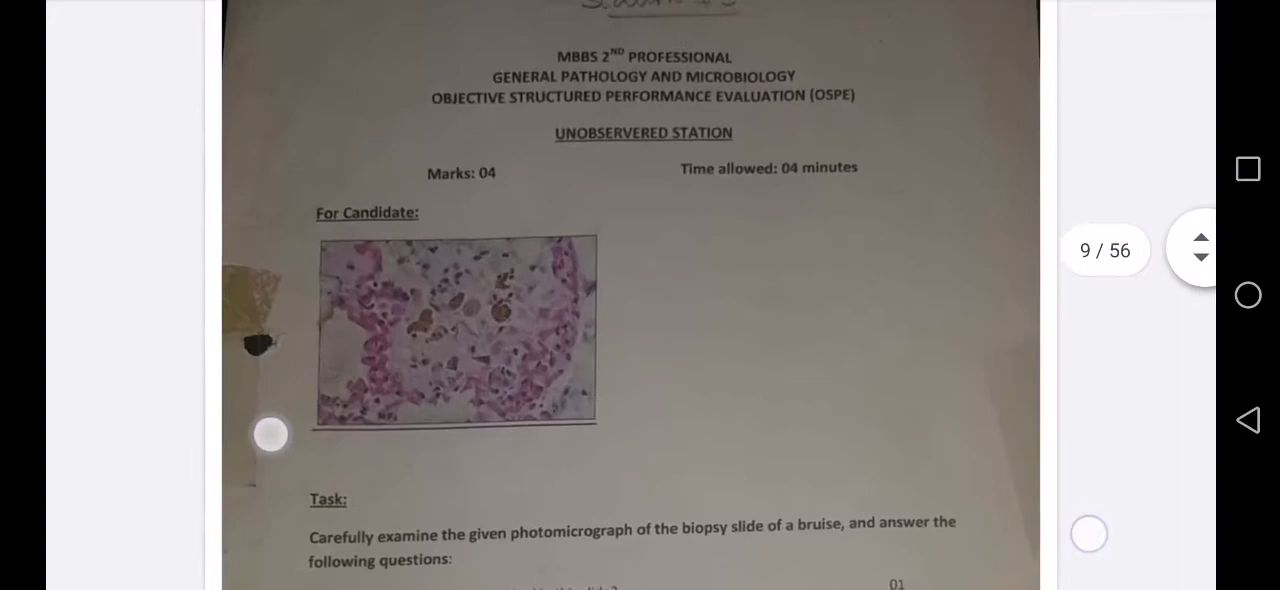 MBBS 2ND PROFESSIONAL
GENERAL PATHOLOGY AND MICROBIOLOGY
OBJECTIVE STRUCTURED PERFORMANCE EVALUATION (OSPE)
UNOBSERVERED STATION
Marks: 04 Time allowed: 04 minutes
For Candidate:
9 / 56
Task:
Carefully examine the given photomicrograph of the biopsy slide of a bruise, and answer the
following questions:
01